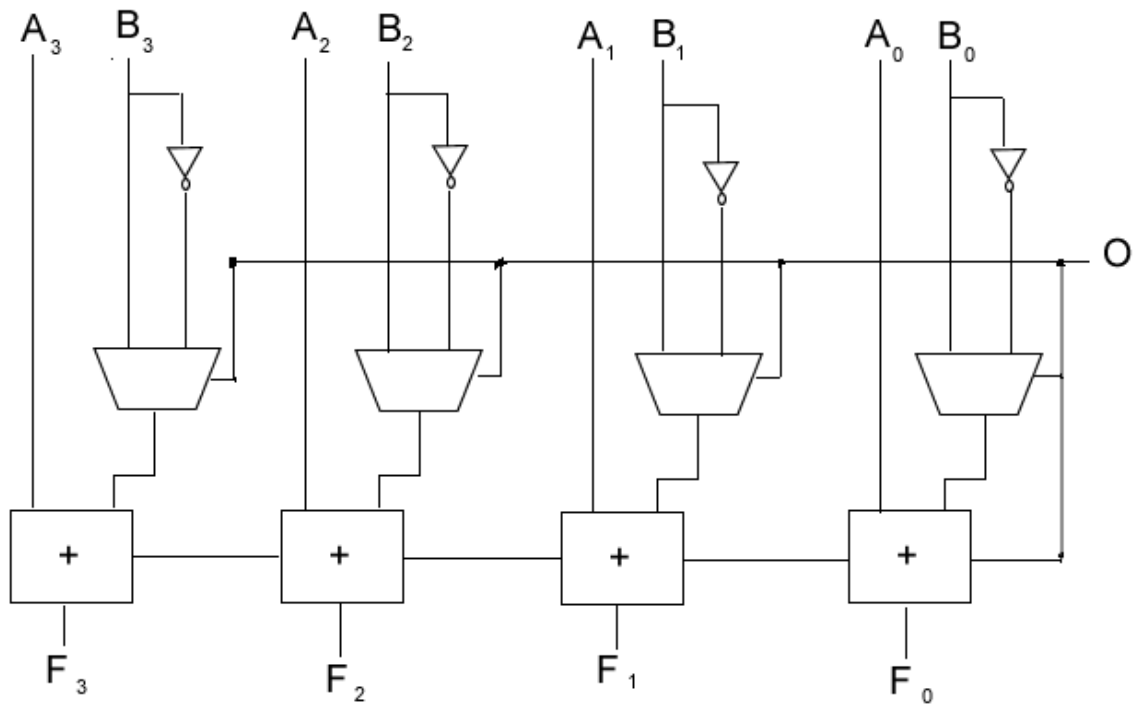 A₃ B₃ A₂ B₂ A₁ B₁ A₀ B₀
O
+ + + +
F₃ F₂ F₁ F₀